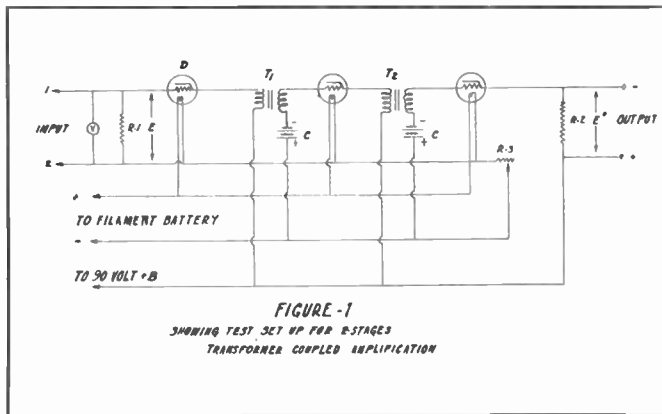 D T₁ T₂
1
INPUT V R-1 E
C
C
R-2 E° OUTPUT
2
R-3
- +
- +
- +
+
TO FILAMENT BATTERY
-
TO 90 VOLT +B
FIGURE -1
SHOWING TEST SET UP FOR 2-STAGES
TRANSFORMER COUPLED AMPLIFICATION